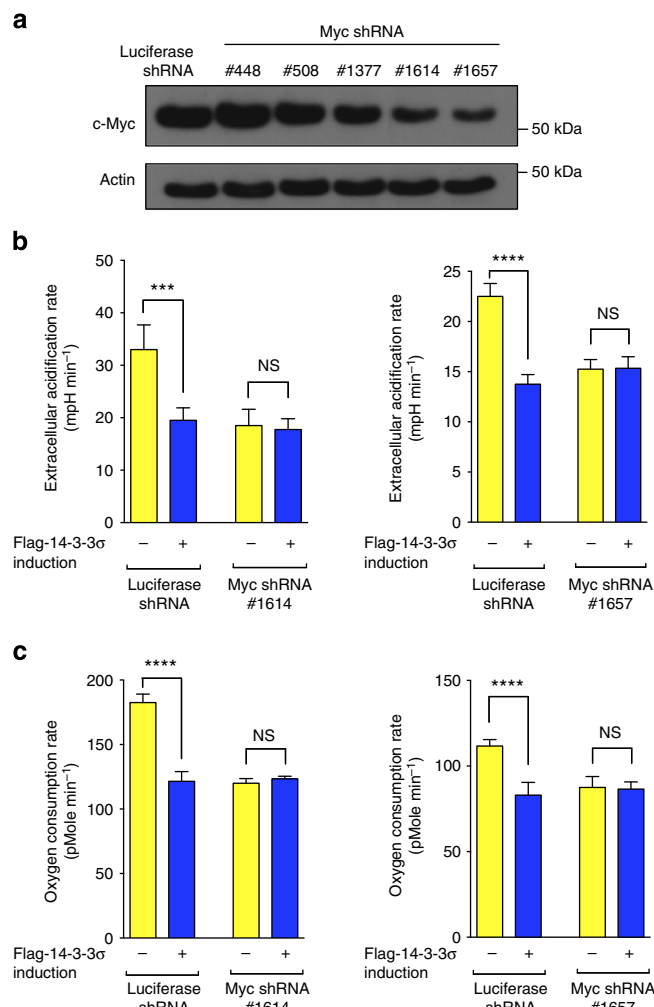 a
Myc shRNA
Luciferase
shRNA
#448 #508 #1377 #1614 #1657
c-Myc
50 kDa
Actin
50 kDa
b
Extracellular acidification rate
(mpH min⁻¹)
50
40
30
20
10
0
***
NS
Flag-14-3-3σ
induction
– + – +
Luciferase
shRNA
Myc shRNA
#1614
Extracellular acidification rate
(mpH min⁻¹)
25
20
15
10
5
0
****
NS
Flag-14-3-3σ
induction
– + – +
Luciferase
shRNA
Myc shRNA
#1657
c
Oxygen consumption rate
(pMole min⁻¹)
200
150
100
50
0
****
NS
Flag-14-3-3σ
induction
– + – +
Luciferase
shRNA
Myc shRNA
#1614
Oxygen consumption rate
(pMole min⁻¹)
150
100
50
0
****
NS
Flag-14-3-3σ
induction
– + – +
Luciferase
shRNA
Myc shRNA
#1657